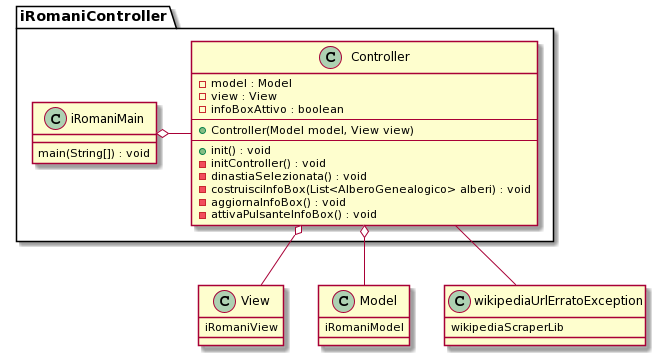 iRomaniController
C Controller
model : Model
view : View
infoBoxAttivo : boolean
Controller(Model model, View view)
init() : void
initController() : void
dinastiaSelezionata() : void
costruisciInfoBox(List<AlberoGenealogico> alberi) : void
aggiornaInfoBox() : void
attivaPulsanteInfoBox() : void
C iRomaniMain
main(String[]) : void
C View
iRomaniView
C Model
iRomaniModel
C wikipediaUrlErratoException
wikipediaScraperLib